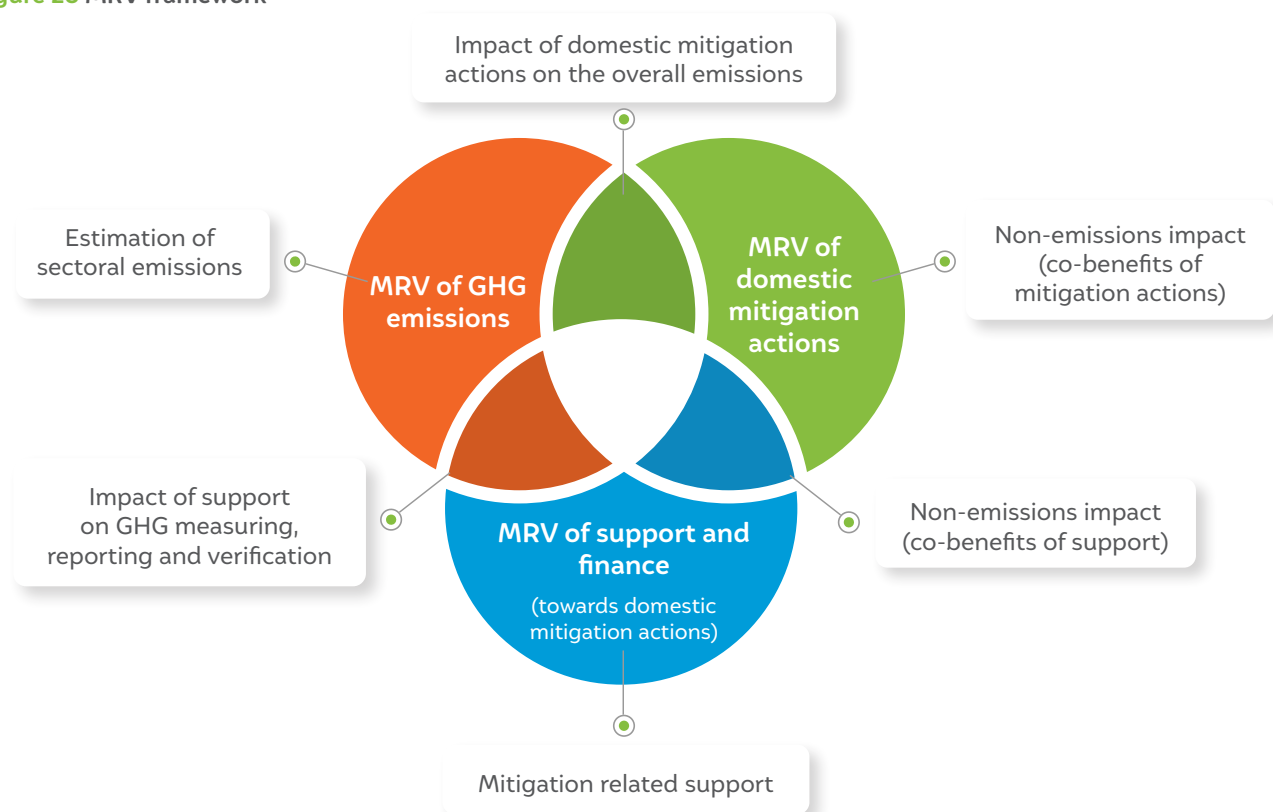 MRV framework
Impact of domestic mitigation
actions on the overall emissions
Estimation of
sectoral emissions
MRV of GHG
emissions
MRV of
domestic
mitigation
actions
Non-emissions impact
(co-benefits of
mitigation actions)
Impact of support
on GHG measuring,
reporting and verification
MRV of support and
finance
(towards domestic
mitigation actions)
Non-emissions impact
(co-benefits of support)
Mitigation related support